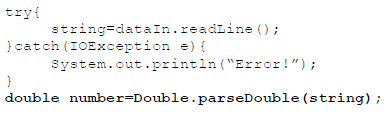 try{
string=dataIn.readLine();
}catch(IOException e){
System.out.println(“Error!”);
}
double number=Double.parseDouble(string);